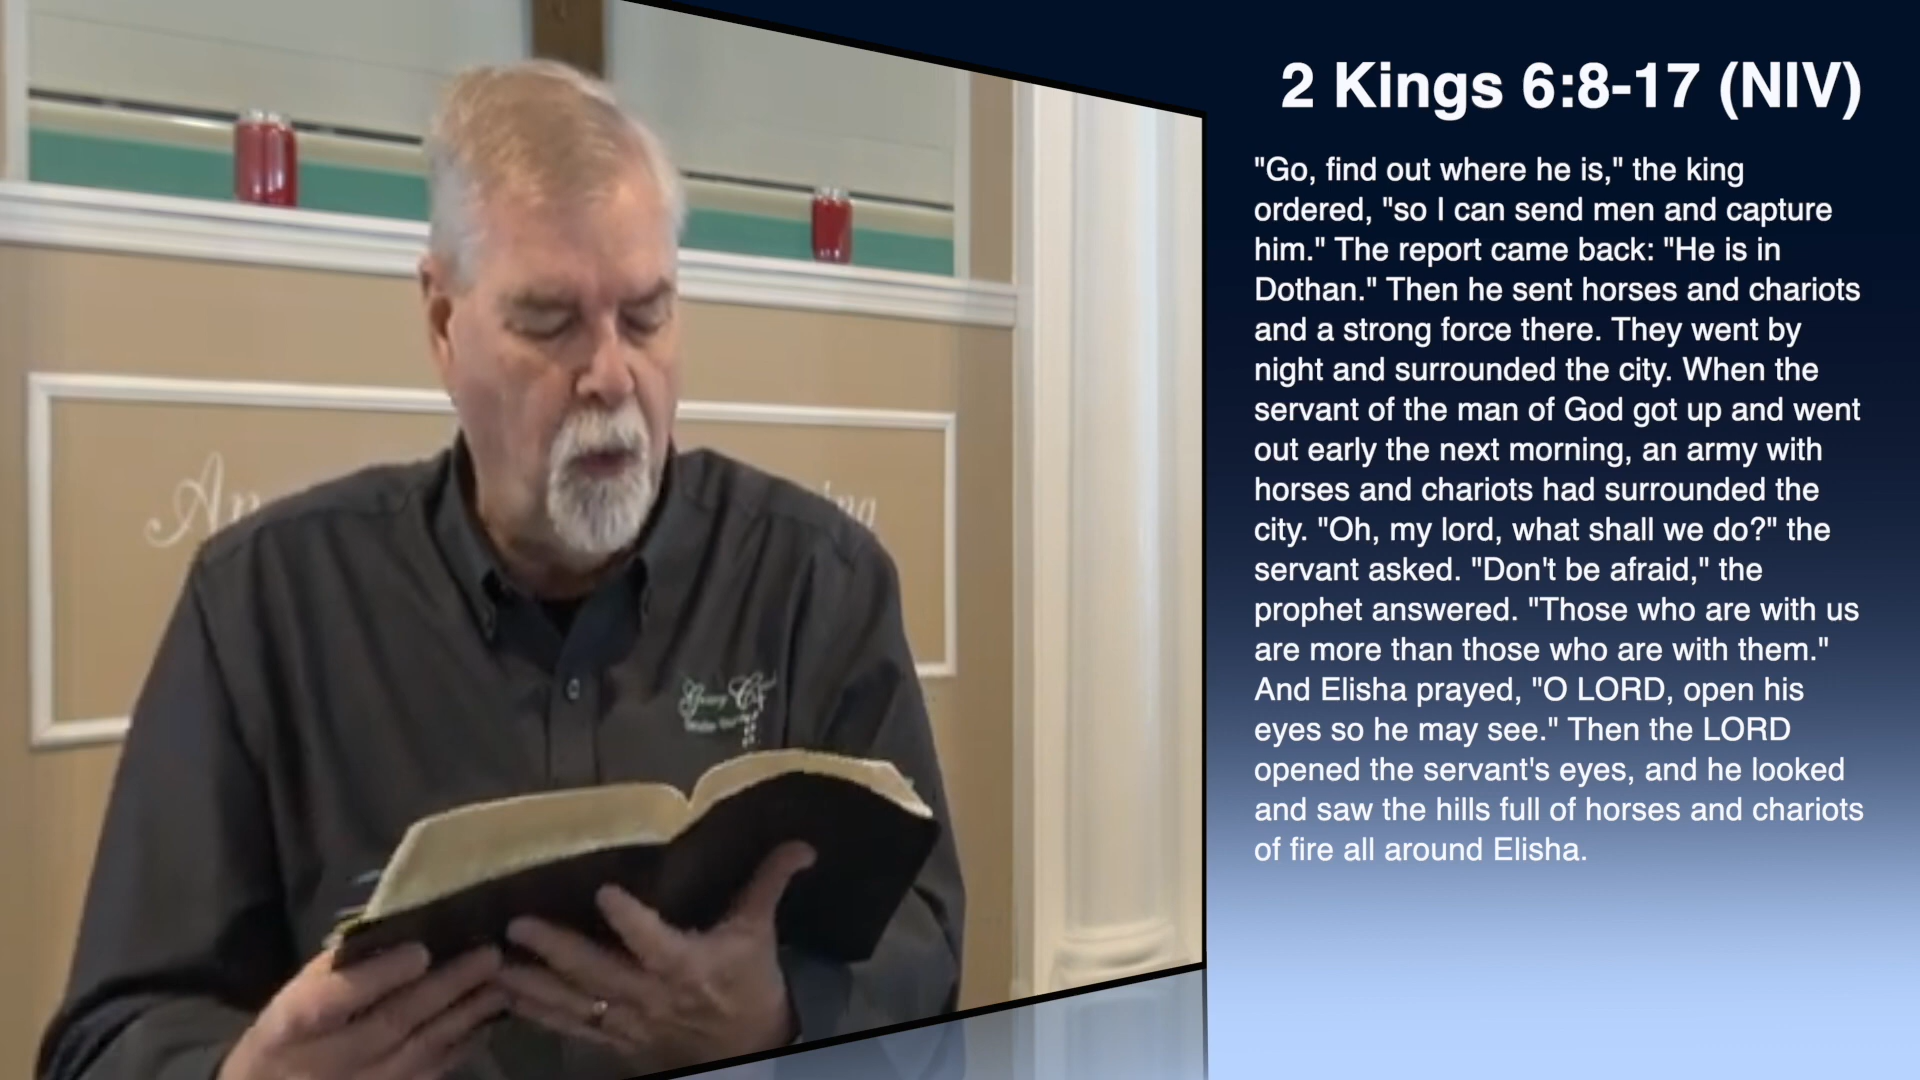 2 Kings 6:8-17 (NIV)
"Go, find out where he is," the king
ordered, "so I can send men and capture
him." The report came back: "He is in
Dothan." Then he sent horses and chariots
and a strong force there. They went by
night and surrounded the city. When the
servant of the man of God got up and went
out early the next morning, an army with
horses and chariots had surrounded the
city. "Oh, my lord, what shall we do?" the
servant asked. "Don't be afraid," the
prophet answered. "Those who are with us
are more than those who are with them."
And Elisha prayed, "O LORD, open his
eyes so he may see." Then the LORD
opened the servant's eyes, and he looked
and saw the hills full of horses and chariots
of fire all around Elisha.